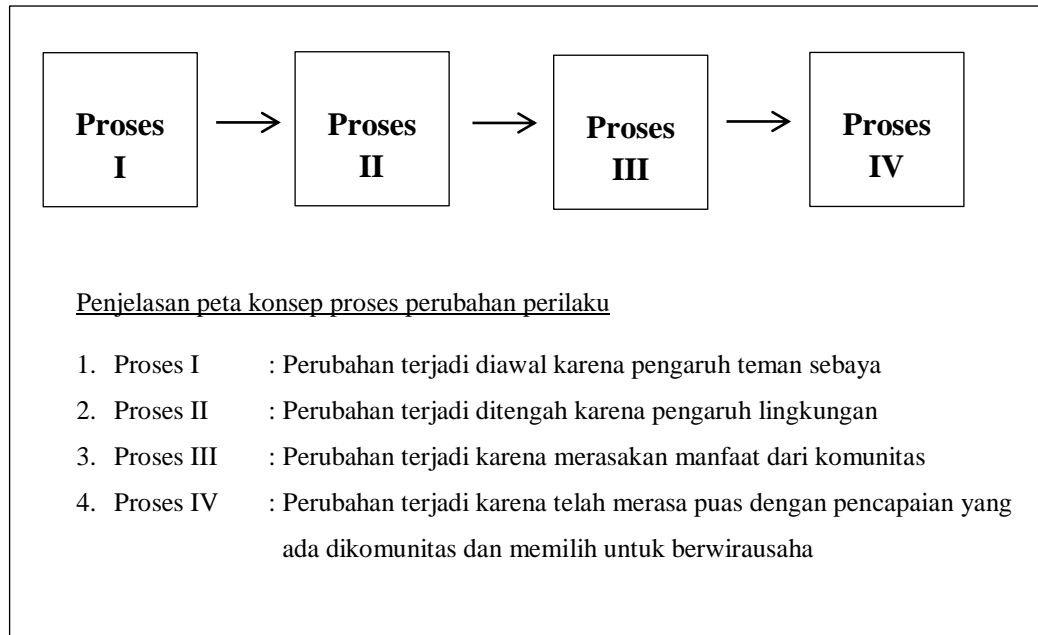 Proses
I
Proses
II
Proses
III
Proses
IV
Penjelasan peta konsep proses perubahan perilaku
1. Proses I : Perubahan terjadi diawal karena pengaruh teman sebaya
2. Proses II : Perubahan terjadi ditengah karena pengaruh lingkungan
3. Proses III : Perubahan terjadi karena merasakan manfaat dari komunitas
4. Proses IV : Perubahan terjadi karena telah merasa puas dengan pencapaian yang
ada dikomunitas dan memilih untuk berwirausaha